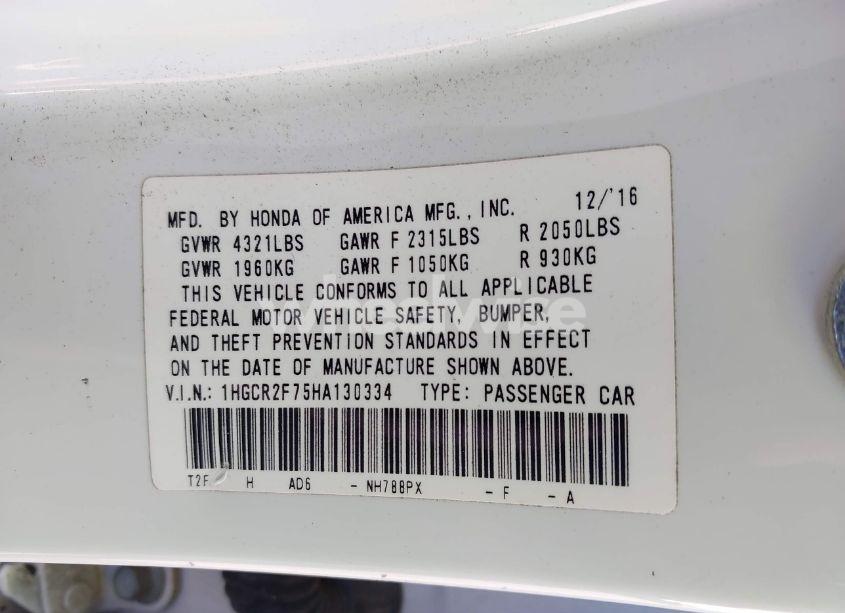 MFD. BY HONDA OF AMERICA MFG., INC. 12/'16
GVWR 4321LBS GAWR F 2315LBS R 2050LBS
GVWR 1960KG GAWR F 1050KG R 930KG
THIS VEHICLE CONFORMS TO ALL APPLICABLE
FEDERAL MOTOR VEHICLE SAFETY, BUMPER,
AND THEFT PREVENTION STANDARDS IN EFFECT
ON THE DATE OF MANUFACTURE SHOWN ABOVE.
V.I.N.: 1HGCR2F75HA130334 TYPE: PASSENGER CAR
T2F H AD6 - NH788PX - F - A